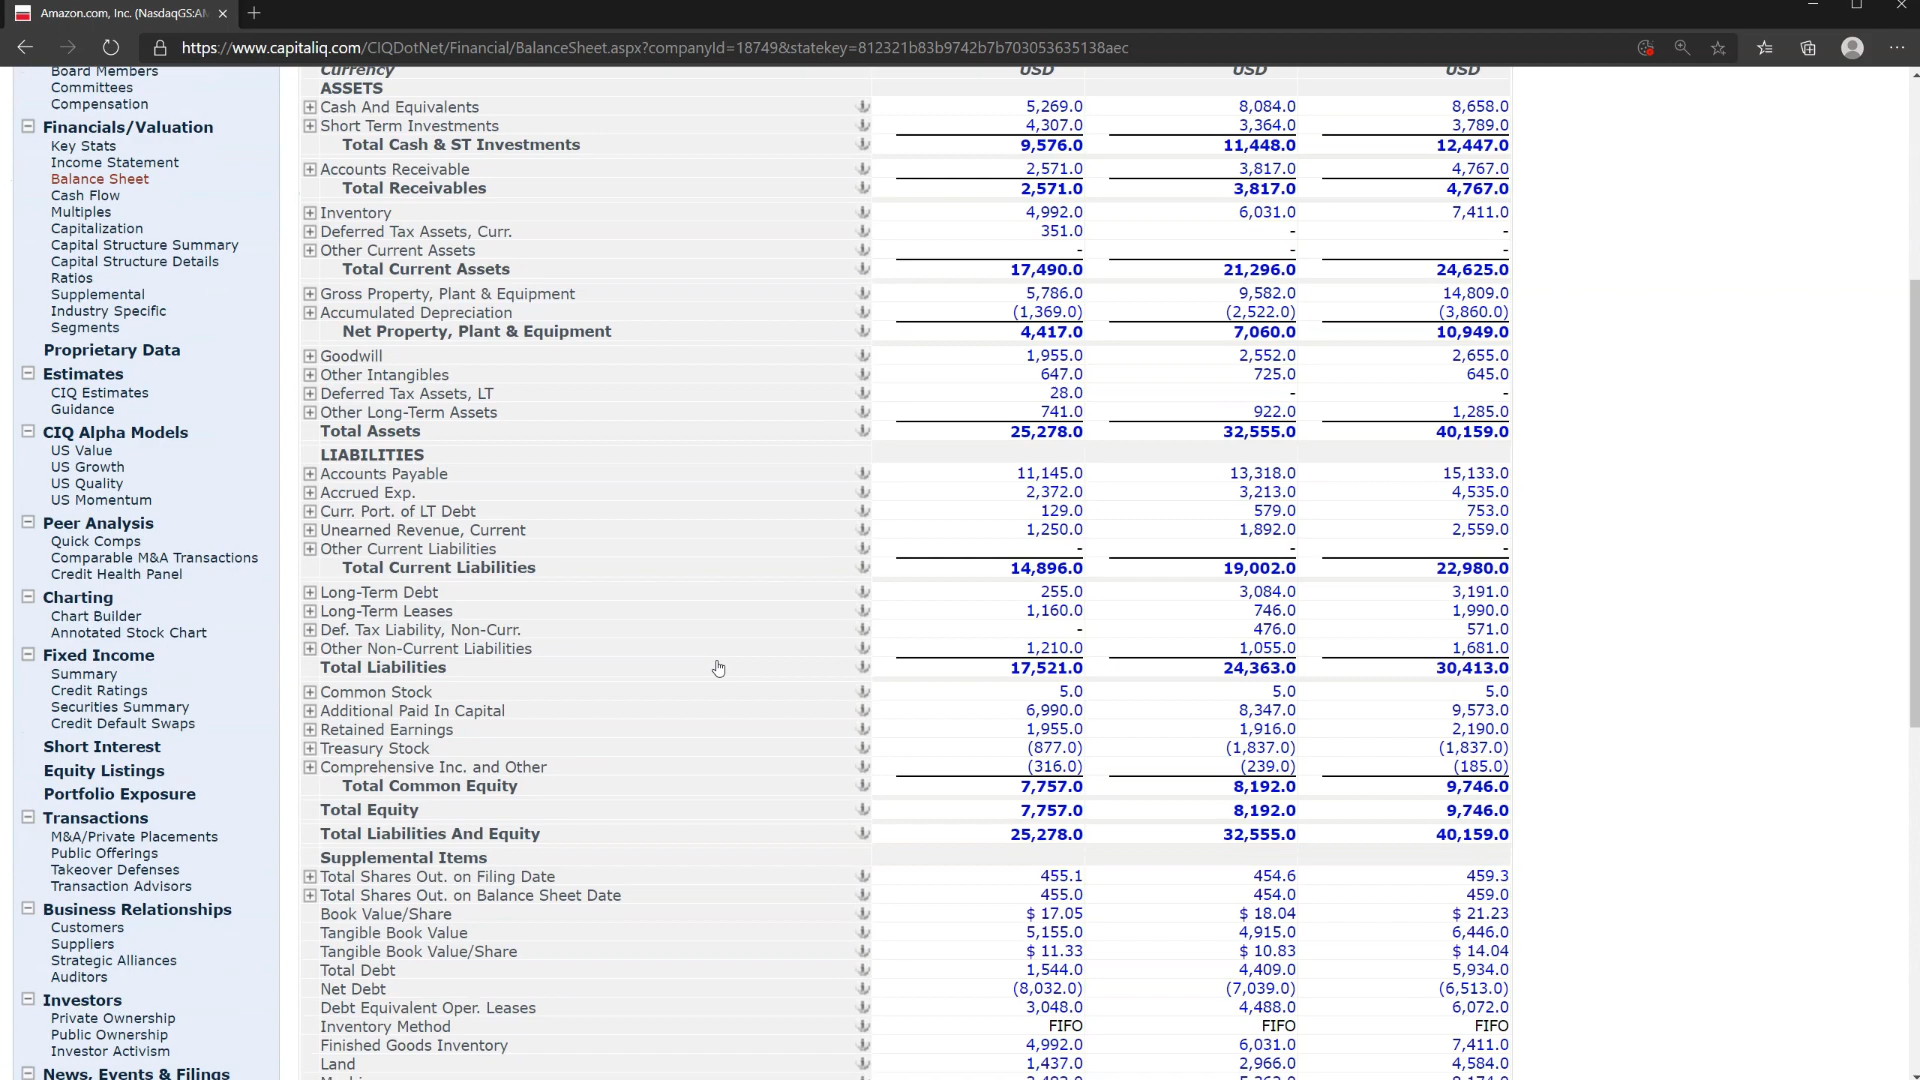 Amazon.com, Inc. (NasdaqGS:A
https://www.capitaliq.com/CIQDotNet/Financial/BalanceSheet.aspx?companyId=18749&statekey=812321b83b9742b7b703053635138aec
Board Members
Committees
Compensation
Financials/Valuation
Key Stats
Income Statement
Balance Sheet
Cash Flow
Multiples
Capitalization
Capital Structure Summary
Capital Structure Details
Ratios
Supplemental
Industry Specific
Segments
Proprietary Data
Estimates
CIQ Estimates
Guidance
CIQ Alpha Models
US Value
US Growth
US Quality
US Momentum
Peer Analysis
Quick Comps
Comparable M&A Transactions
Credit Health Panel
Charting
Chart Builder
Annotated Stock Chart
Fixed Income
Summary
Credit Ratings
Securities Summary
Credit Default Swaps
Short Interest
Equity Listings
Portfolio Exposure
Transactions
M&A/Private Placements
Public Offerings
Takeover Defenses
Transaction Advisors
Business Relationships
Customers
Suppliers
Strategic Alliances
Auditors
Investors
Private Ownership
Public Ownership
Investor Activism
News, Events & Filings
Currency USD USD USD
ASSETS
Cash And Equivalents 5,269.0 8,084.0 8,658.0
Short Term Investments 4,307.0 3,364.0 3,789.0
Total Cash & ST Investments 9,576.0 11,448.0 12,447.0
Accounts Receivable 2,571.0 3,817.0 4,767.0
Total Receivables 2,571.0 3,817.0 4,767.0
Inventory 4,992.0 6,031.0 7,411.0
Deferred Tax Assets, Curr. 351.0 - -
Other Current Assets - - -
Total Current Assets 17,490.0 21,296.0 24,625.0
Gross Property, Plant & Equipment 5,786.0 9,582.0 14,809.0
Accumulated Depreciation (1,369.0) (2,522.0) (3,860.0)
Net Property, Plant & Equipment 4,417.0 7,060.0 10,949.0
Goodwill 1,955.0 2,552.0 2,655.0
Other Intangibles 647.0 725.0 645.0
Deferred Tax Assets, LT 28.0 - -
Other Long-Term Assets 741.0 922.0 1,285.0
Total Assets 25,278.0 32,555.0 40,159.0
LIABILITIES
Accounts Payable 11,145.0 13,318.0 15,133.0
Accrued Exp. 2,372.0 3,213.0 4,535.0
Curr. Port. of LT Debt 129.0 579.0 753.0
Unearned Revenue, Current 1,250.0 1,892.0 2,559.0
Other Current Liabilities - - -
Total Current Liabilities 14,896.0 19,002.0 22,980.0
Long-Term Debt 255.0 3,084.0 3,191.0
Long-Term Leases 1,160.0 746.0 1,990.0
Def. Tax Liability, Non-Curr. - 476.0 571.0
Other Non-Current Liabilities 1,210.0 1,055.0 1,681.0
Total Liabilities 17,521.0 24,363.0 30,413.0
Common Stock 5.0 5.0 5.0
Additional Paid In Capital 6,990.0 8,347.0 9,573.0
Retained Earnings 1,955.0 1,916.0 2,190.0
Treasury Stock (877.0) (1,837.0) (1,837.0)
Comprehensive Inc. and Other (316.0) (239.0) (185.0)
Total Common Equity 7,757.0 8,192.0 9,746.0
Total Equity 7,757.0 8,192.0 9,746.0
Total Liabilities And Equity 25,278.0 32,555.0 40,159.0
Supplemental Items
Total Shares Out. on Filing Date 455.1 454.6 459.3
Total Shares Out. on Balance Sheet Date 455.0 454.0 459.0
Book Value/Share $ 17.05 $ 18.04 $ 21.23
Tangible Book Value 5,155.0 4,915.0 6,446.0
Tangible Book Value/Share $ 11.33 $ 10.83 $ 14.04
Total Debt 1,544.0 4,409.0 5,934.0
Net Debt (8,032.0) (7,039.0) (6,513.0)
Debt Equivalent Oper. Leases 3,048.0 4,488.0 6,072.0
Inventory Method FIFO FIFO FIFO
Finished Goods Inventory 4,992.0 6,031.0 7,411.0
Land 1,437.0 2,966.0 4,584.0